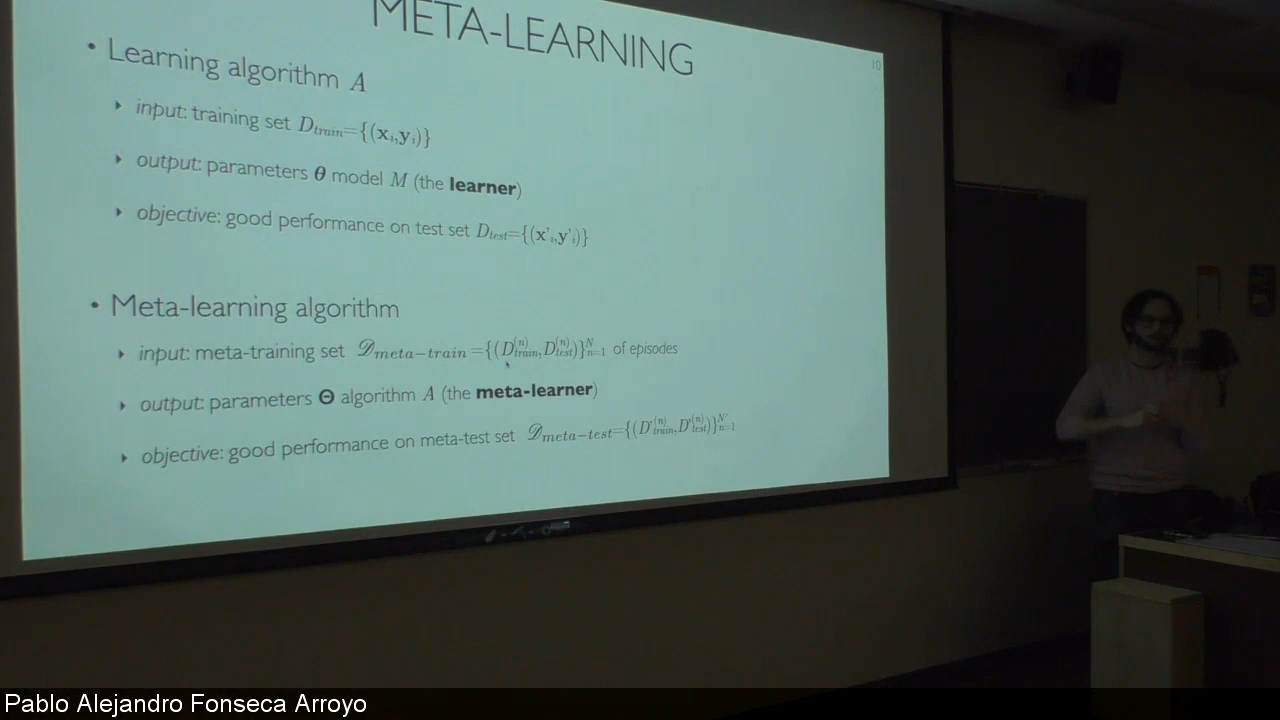 META-LEARNING
10
• Learning algorithm A
‣ input: training set D_train={(x_i,y_i)}
‣ output: parameters θ model M (the learner)
‣ objective: good performance on test set D_test={(x'_i,y'_i)}
• Meta-learning algorithm
‣ input: meta-training set 𝒟_meta−train={(D_train^(n),D_test^(n))}_{n=1}^N of episodes
‣ output: parameters Θ algorithm A (the meta-learner)
‣ objective: good performance on meta-test set 𝒟_meta−test={(D'_train^(n),D'_test^(n))}_{n=1}^{N'}
Pablo Alejandro Fonseca Arroyo